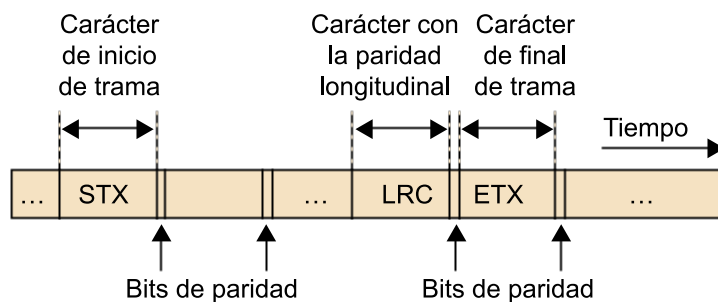 Carácter
de inicio
de trama
Carácter con
la paridad
longitudinal
Carácter
de final
de trama
Tiempo
... STX ... LRC ETX ...
Bits de paridad
Bits de paridad